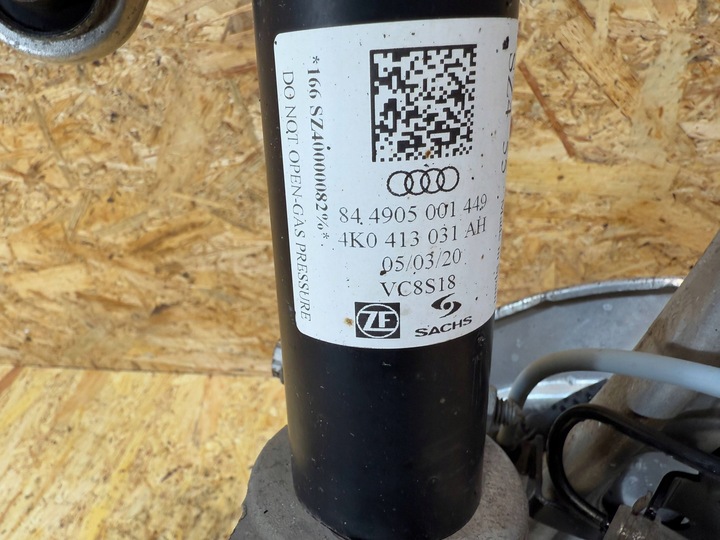 84 4905 001 449
4K0 413 031 AH
05/03/20
VC8S18
ZF
SACHS
*166 SZ4000082%*
DO NOT OPEN-GAS PRESSURE